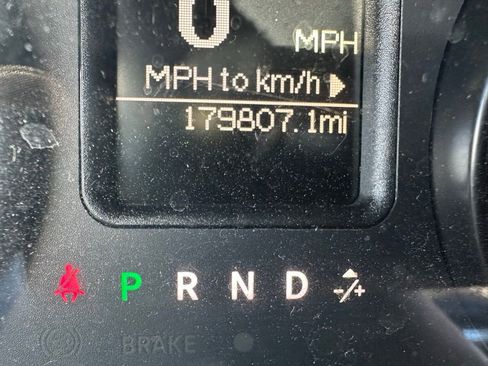 0
MPH
MPH to km/h ▶
179807.1mi
P R N D -/+
BRAKE